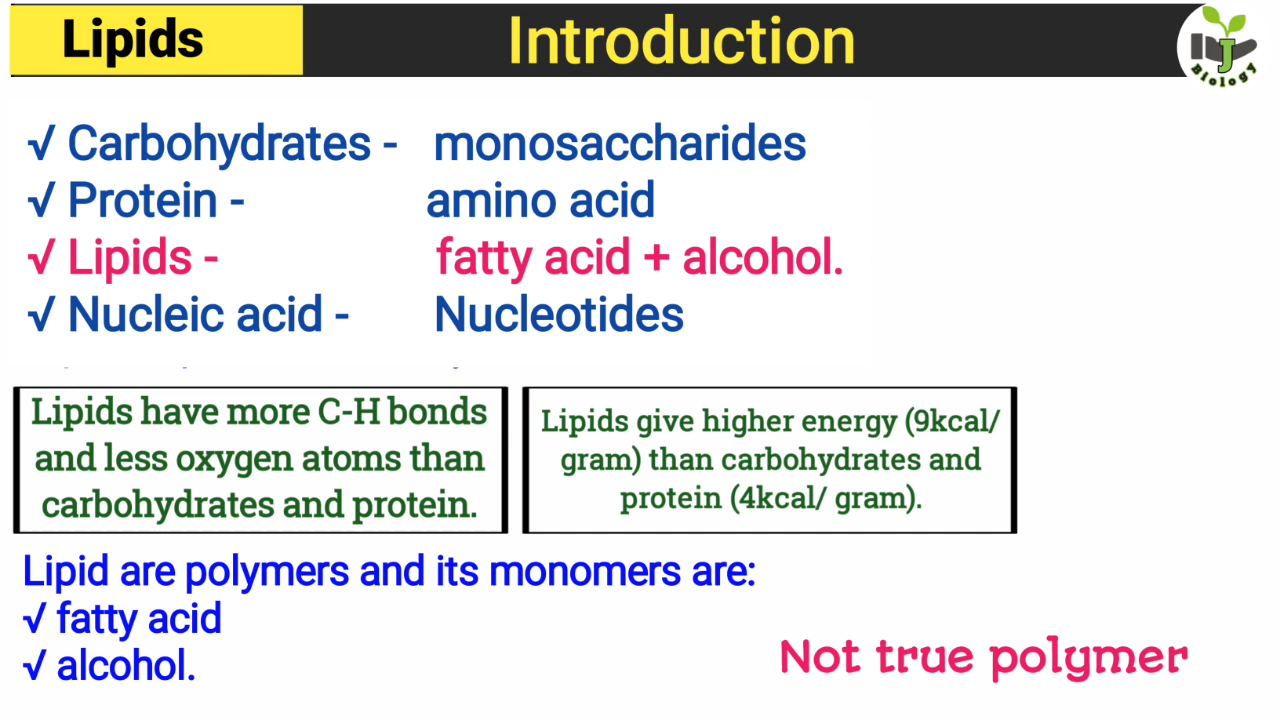 Lipids
Introduction
NJ
Biology
√ Carbohydrates - monosaccharides
√ Protein - amino acid
√ Lipids - fatty acid + alcohol.
√ Nucleic acid - Nucleotides
Lipids have more C-H bonds
and less oxygen atoms than
carbohydrates and protein.
Lipids give higher energy (9kcal/
gram) than carbohydrates and
protein (4kcal/ gram).
Lipid are polymers and its monomers are:
√ fatty acid
√ alcohol.
Not true polymer